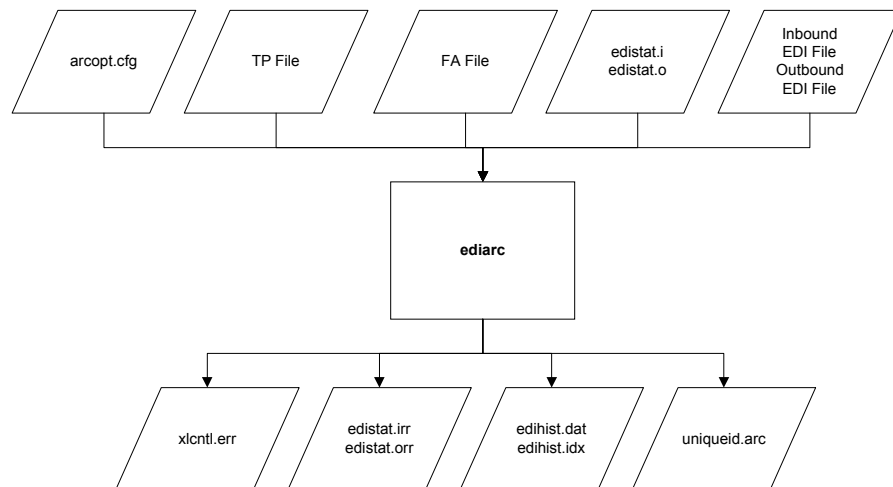 arcopt.cfg
TP File
FA File
edistat.i
edistat.o
Inbound
EDI File
Outbound
EDI File
ediarc
xlcntl.err
edistat.irr
edistat.orr
edihist.dat
edihist.idx
uniqueid.arc